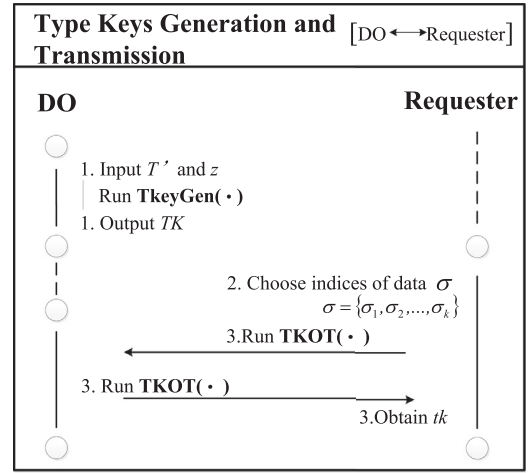 Type Keys Generation and [DO ⟷ Requester]
Transmission
DO
Requester
1. Input T' and z
Run TkeyGen( · )
1. Output TK
2. Choose indices of data σ
σ = {σ₁,σ₂,...,σₖ}
3.Run TKOT( · )
3. Run TKOT( · )
3.Obtain tk